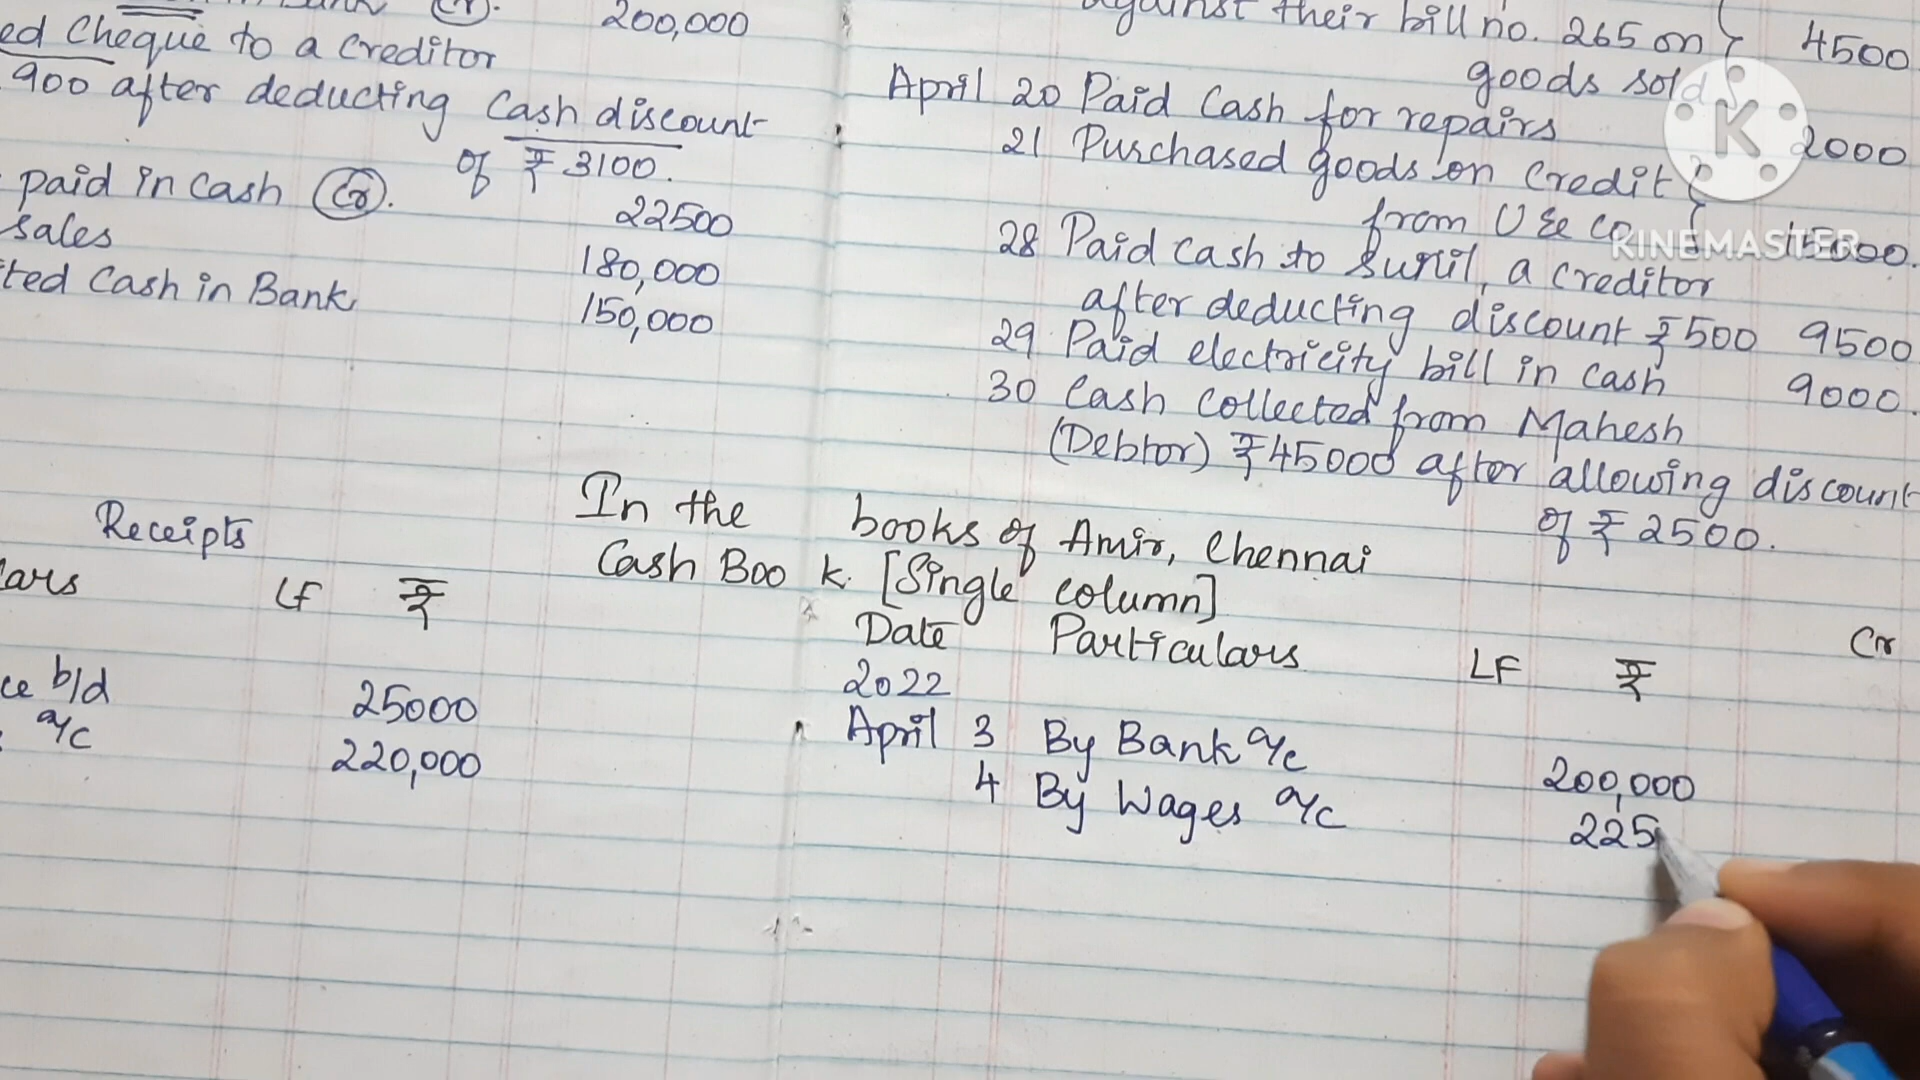 in Bank Cr. 200,000
ed Cheque to a creditor
900 after deducting Cash discount
of ₹ 3100.
paid in cash Cr. 22500
sales 180,000
ted Cash in Bank 150,000
against their bill no. 265 on 4500
goods sold
April 20 Paid Cash for repairs 2000
21 Purchased goods on credit
from U & Co
28 Paid cash to Sunil, a creditor
after deducting discount ₹500 9500
29 Paid electricity bill in cash 9000.
30 Cash collected from Mahesh
(Debtor) ₹45000 after allowing discount
of ₹ 2500.
K
KINEMASTER
In the books of Amir, Chennai
Receipts
Cash Book. [Single column]
Cr
lars LF ₹
Date Particulars LF ₹
2022
ce b/d 25000
April 3 By Bank a/c 200,000
a/c 220,000
4 By Wages a/c 225